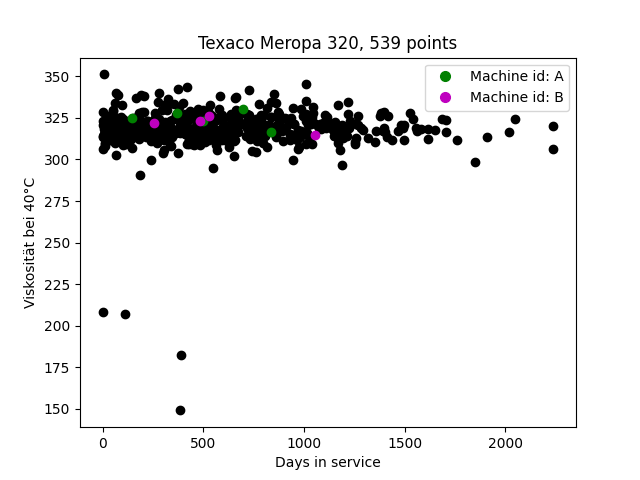 Texaco Meropa 320, 539 points
Machine id: A
Machine id: B
350
325
300
275
250
225
200
175
150
Viskosität bei 40°C
0
500
1000
1500
2000
Days in service